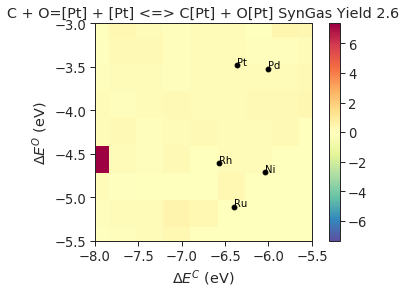 C + O=[Pt] + [Pt] <=> C[Pt] + O[Pt] SynGas Yield 2.6
−3.0
−3.5
−4.0
−4.5
−5.0
−5.5
ΔE^O (eV)
Pt
Pd
Rh
Ni
Ru
−8.0 −7.5 −7.0 −6.5 −6.0 −5.5
ΔE^C (eV)
6
4
2
0
−2
−4
−6